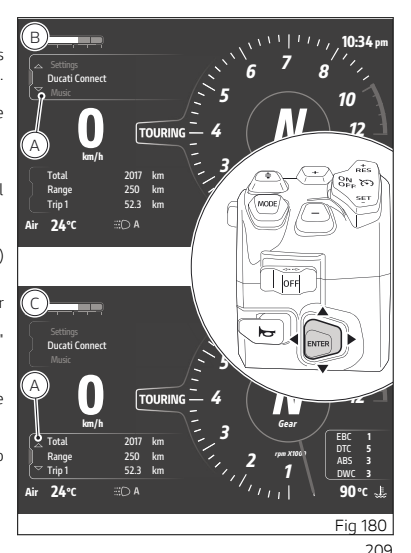 B
10:34 pm
Settings
Ducati Connect
Music
A
0
km/h
TOURING
N
3
4
5
6
7
8
10
12
Total 2017 km
Range 250 km
Trip 1 52.3 km
Air 24°C
A
MODE
+
-
+
RES
ON
OFF
SET
-
OFF
ENTER
C
Settings
Ducati Connect
Music
A
0
km/h
TOURING
N
Gear
rpm X1000
1
2
3
4
5
12
Total 2017 km
Range 250 km
Trip 1 52.3 km
EBC 1
DTC 5
ABS 3
DWC 3
Air 24°C
A
90°C
Fig 180
209